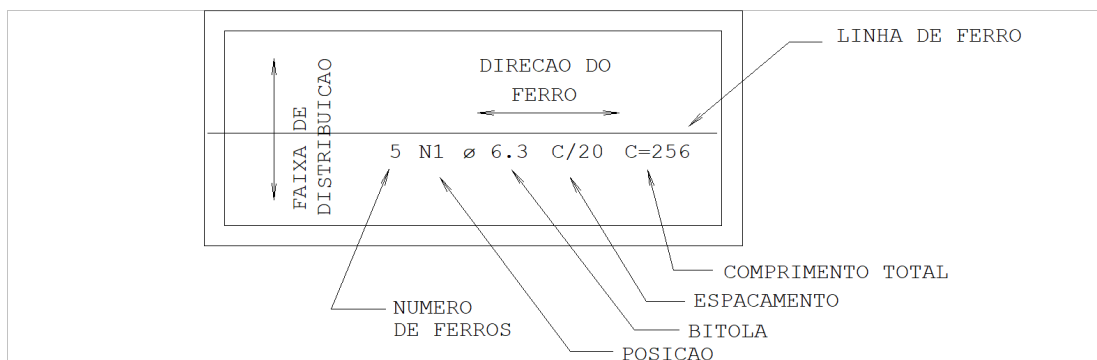 LINHA DE FERRO
DIRECAO DO
FERRO
FAIXA DE
DISTRIBUICAO
5 N1 ø 6.3 C/20 C=256
COMPRIMENTO TOTAL
ESPACAMENTO
NUMERO
DE FERROS
BITOLA
POSICAO